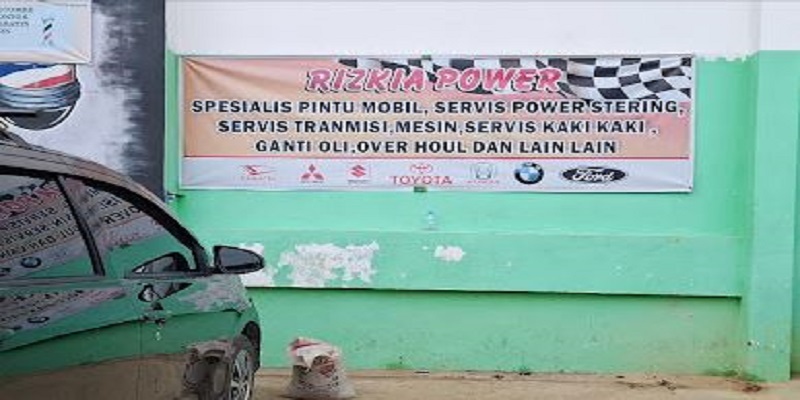 RIZKIA POWER
SPESIALIS PINTU MOBIL, SERVIS POWER STERING,
SERVIS TRANMISI,MESIN,SERVIS KAKI KAKI ,
GANTI OLI,OVER HOUL DAN LAIN LAIN
TOYOTA
Ford